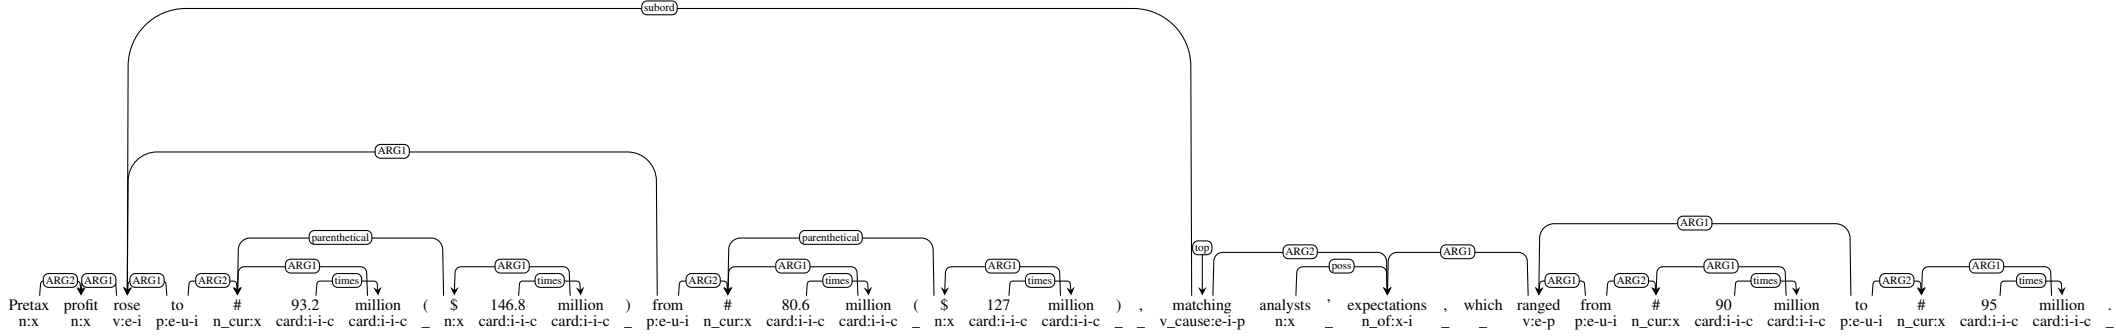 subord
ARG1
ARG1
parenthetical parenthetical
top ARG2 ARG1
ARG1 ARG1 ARG1 ARG1 poss ARG1 ARG1
ARG2 ARG1 ARG1 ARG2 times times ARG2 times times ARG1 ARG2 times ARG2 times
Pretax profit rose to # 93.2 million ( $ 146.8 million ) from # 80.6 million ( $ 127 million ) , matching analysts ' expectations , which ranged from # 90 million to # 95 million .
n:x n:x v:e-i p:e-u-i n_cur:x card:i-i-c card:i-i-c _ n:x card:i-i-c card:i-i-c _ p:e-u-i n_cur:x card:i-i-c card:i-i-c _ n:x card:i-i-c card:i-i-c _ _ v_cause:e-i-p n:x _ n_of:x-i _ _ v:e-p p:e-u-i n_cur:x card:i-i-c card:i-i-c p:e-u-i n_cur:x card:i-i-c card:i-i-c _